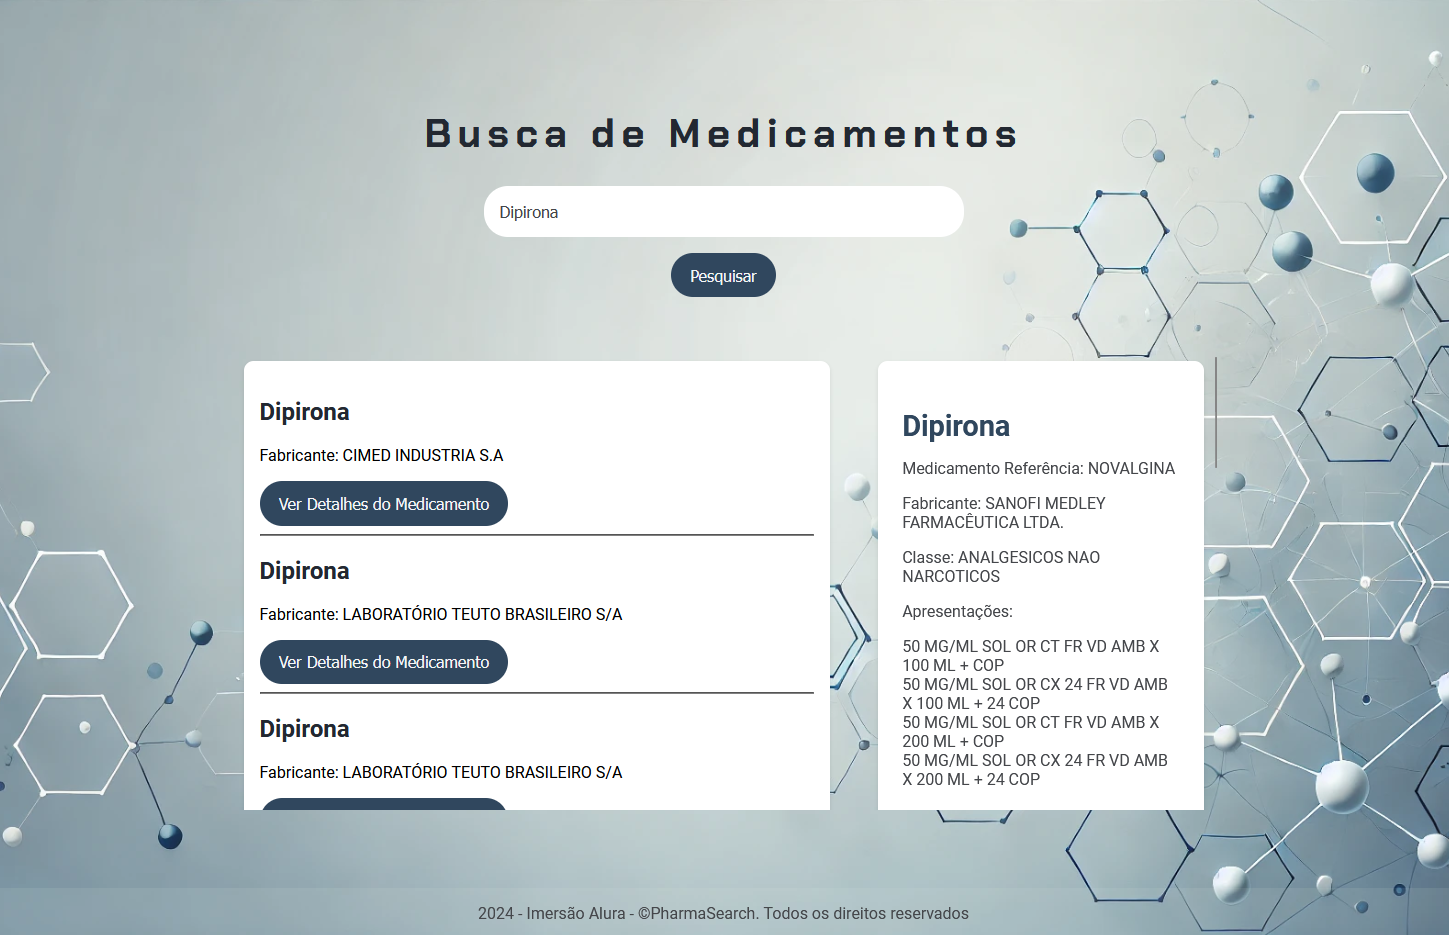 Busca de Medicamentos
Dipirona
Pesquisar
Dipirona
Fabricante: CIMED INDUSTRIA S.A
Ver Detalhes do Medicamento
Dipirona
Fabricante: LABORATÓRIO TEUTO BRASILEIRO S/A
Ver Detalhes do Medicamento
Dipirona
Fabricante: LABORATÓRIO TEUTO BRASILEIRO S/A
Dipirona
Medicamento Referência: NOVALGINA
Fabricante: SANOFI MEDLEY
FARMACÊUTICA LTDA.
Classe: ANALGESICOS NAO
NARCOTICOS
Apresentações:
50 MG/ML SOL OR CT FR VD AMB X
100 ML + COP
50 MG/ML SOL OR CX 24 FR VD AMB
X 100 ML + 24 COP
50 MG/ML SOL OR CT FR VD AMB X
200 ML + COP
50 MG/ML SOL OR CX 24 FR VD AMB
X 200 ML + 24 COP
2024 - Imersão Alura - ©PharmaSearch. Todos os direitos reservados